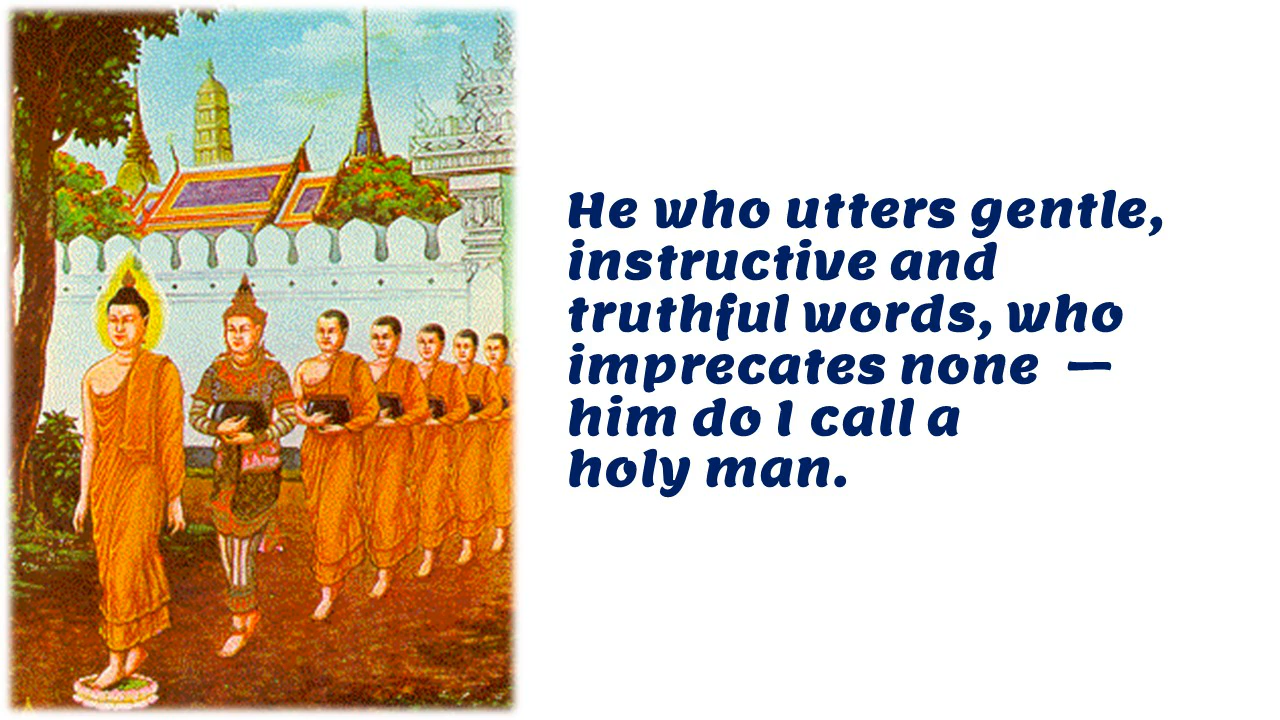 He who utters gentle,
instructive and
truthful words, who
imprecates none  —
him do I call a
holy man.